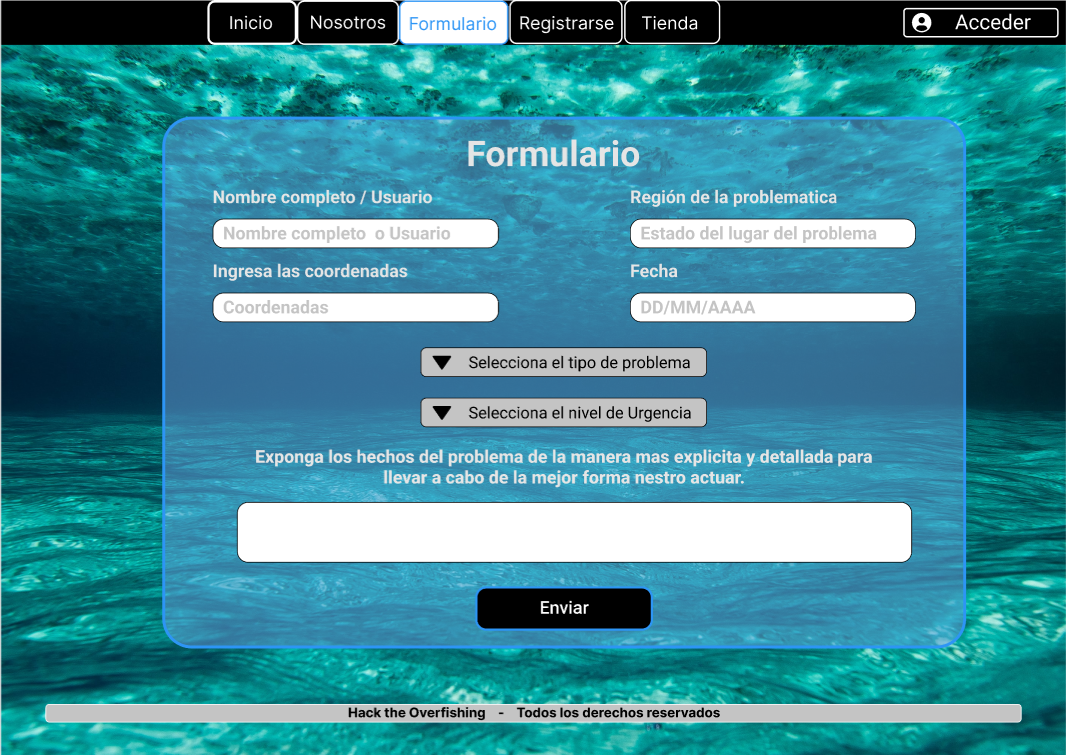 Inicio Nosotros Formulario Registrarse Tienda Acceder
Formulario
Nombre completo / Usuario
Región de la problematica
Nombre completo o Usuario
Estado del lugar del problema
Ingresa las coordenadas
Fecha
Coordenadas
DD/MM/AAAA
Selecciona el tipo de problema
Selecciona el nivel de Urgencia
Exponga los hechos del problema de la manera mas explicita y detallada para
llevar a cabo de la mejor forma nestro actuar.
Enviar
Hack the Overfishing - Todos los derechos reservados